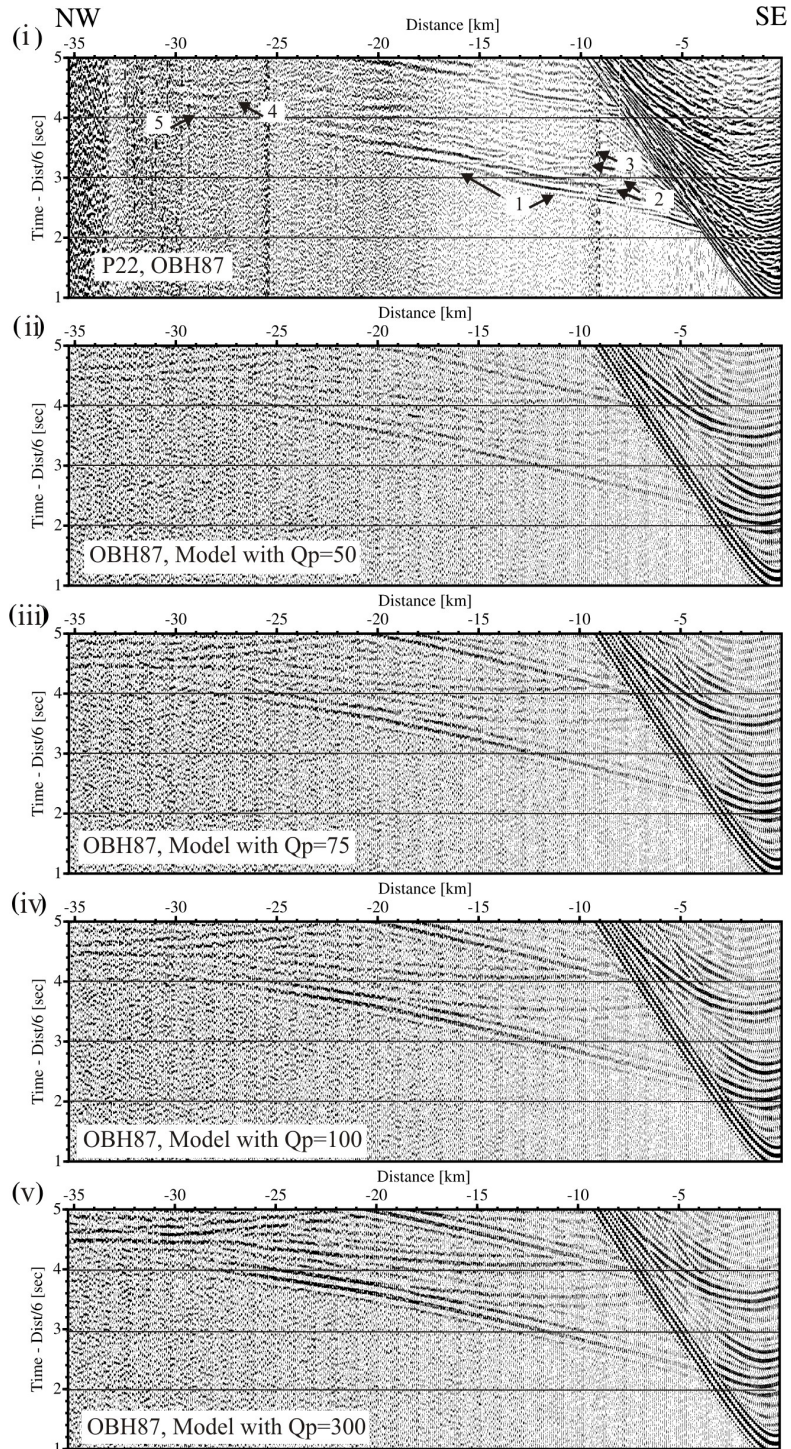 NW
SE
(i)
Distance [km]
-35 -30 -25 -20 -15 -10 -5
Time - Dist/6 [sec]
5
4
3
2
1
5
4
3
1
2
P22, OBH87
(ii)
Distance [km]
-35 -30 -25 -20 -15 -10 -5
Time - Dist/6 [sec]
5
4
3
2
1
OBH87, Model with Qp=50
(iii)
Distance [km]
-35 -30 -25 -20 -15 -10 -5
Time - Dist/6 [sec]
5
4
3
2
1
OBH87, Model with Qp=75
(iv)
Distance [km]
-35 -30 -25 -20 -15 -10 -5
Time - Dist/6 [sec]
5
4
3
2
1
OBH87, Model with Qp=100
(v)
Distance [km]
-35 -30 -25 -20 -15 -10 -5
Time - Dist/6 [sec]
5
4
3
2
1
OBH87, Model with Qp=300